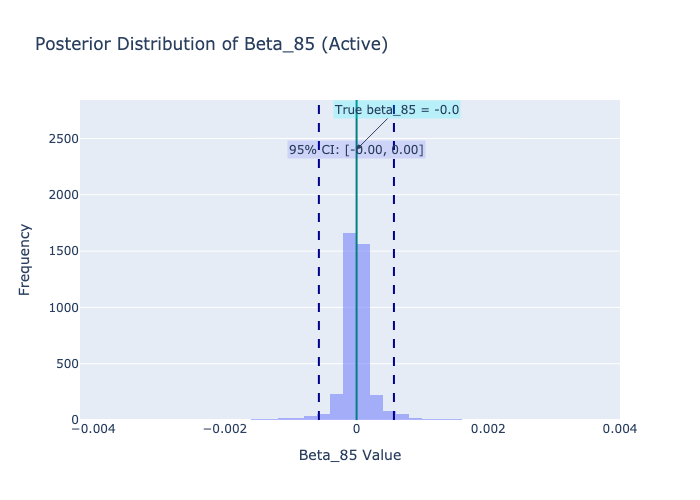 Posterior Distribution of Beta_85 (Active)
True beta_85 = -0.0
95% CI: [-0.00, 0.00]
2500
2000
1500
1000
500
0
Frequency
−0.004
−0.002
0
0.002
0.004
Beta_85 Value